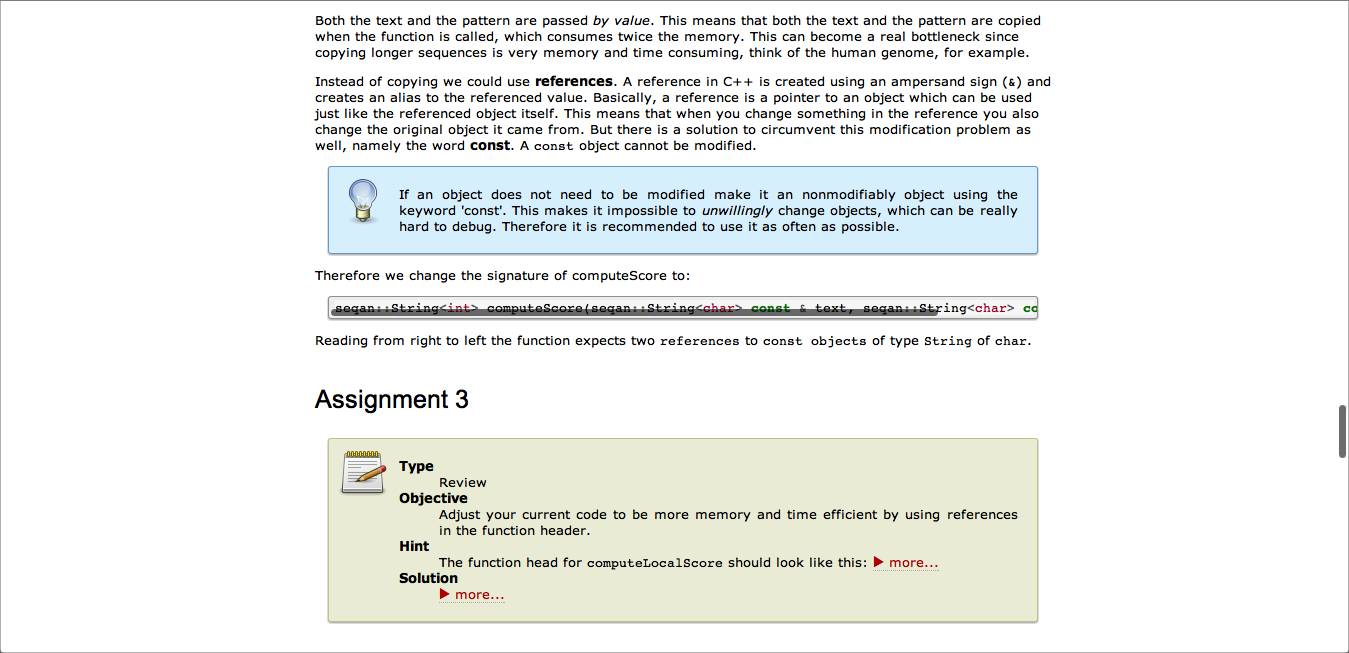 Both the text and the pattern are passed by value. This means that both the text and the pattern are copied
when the function is called, which consumes twice the memory. This can become a real bottleneck since
copying longer sequences is very memory and time consuming, think of the human genome, for example.
Instead of copying we could use references. A reference in C++ is created using an ampersand sign (&) and
creates an alias to the referenced value. Basically, a reference is a pointer to an object which can be used
just like the referenced object itself. This means that when you change something in the reference you also
change the original object it came from. But there is a solution to circumvent this modification problem as
well, namely the word const. A const object cannot be modified.
If an object does not need to be modified make it an nonmodifiably object using the
keyword 'const'. This makes it impossible to unwillingly change objects, which can be really
hard to debug. Therefore it is recommended to use it as often as possible.
Therefore we change the signature of computeScore to:
seqan::String<int> computeScore(seqan::String<char> const & text, seqan::String<char> co
Reading from right to left the function expects two references to const objects of type String of char.
Assignment 3
Type
Review
Objective
Adjust your current code to be more memory and time efficient by using references
in the function header.
Hint
The function head for computeLocalScore should look like this: ▶ more...
Solution
▶ more...